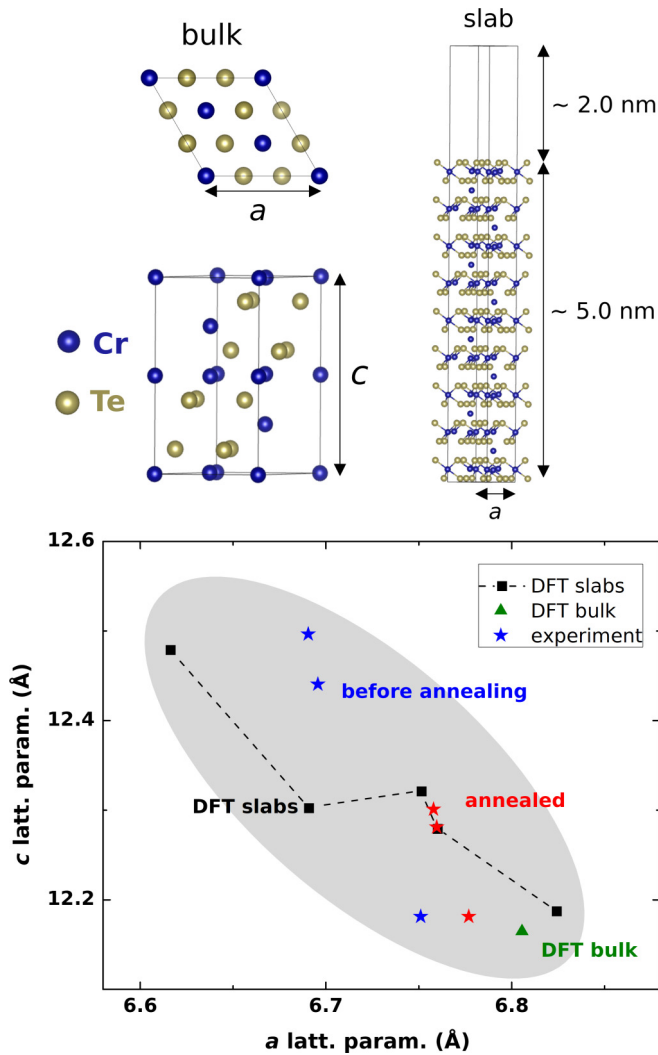 bulk
slab
a
~ 2.0 nm
~ 5.0 nm
Cr
Te
c
a
12.6
12.4
12.2
c latt. param. (Å)
DFT slabs
DFT bulk
experiment
before annealing
DFT slabs
annealed
DFT bulk
6.6
6.7
6.8
a latt. param. (Å)